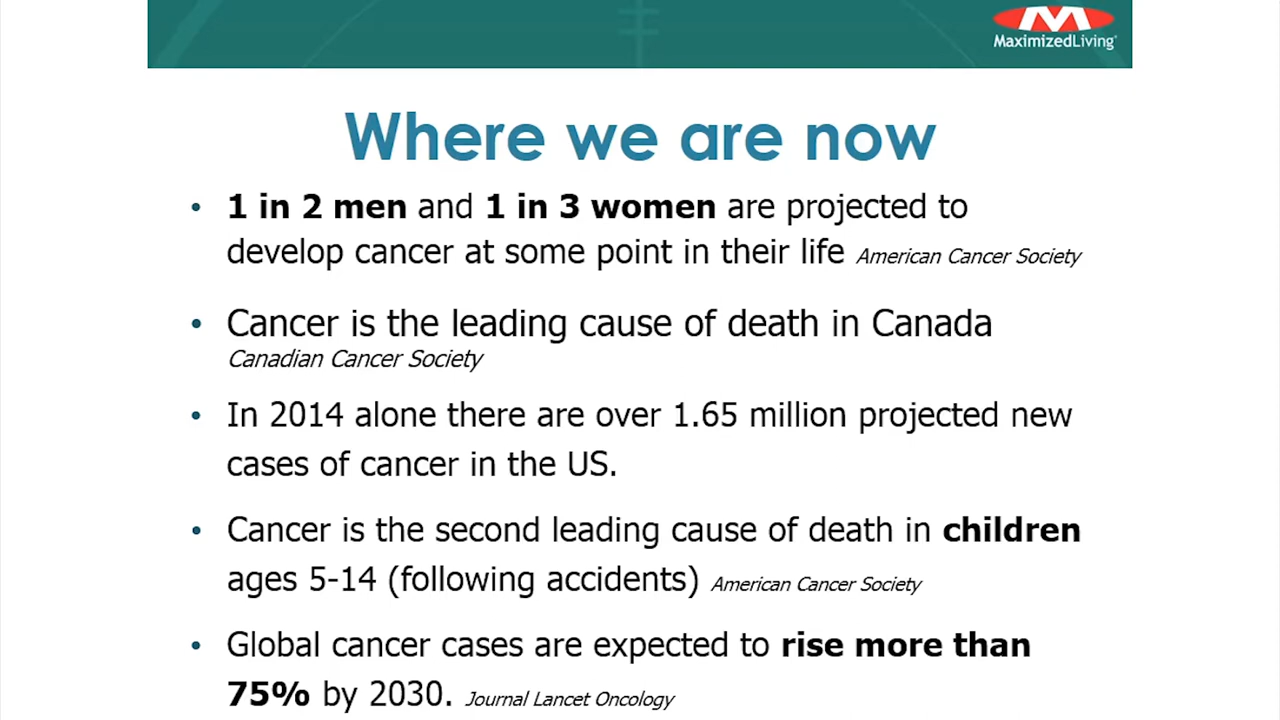 MaximizedLiving
Where we are now
• 1 in 2 men and 1 in 3 women are projected to
develop cancer at some point in their life American Cancer Society
• Cancer is the leading cause of death in Canada
Canadian Cancer Society
• In 2014 alone there are over 1.65 million projected new
cases of cancer in the US.
• Cancer is the second leading cause of death in children
ages 5-14 (following accidents) American Cancer Society
• Global cancer cases are expected to rise more than
75% by 2030. Journal Lancet Oncology